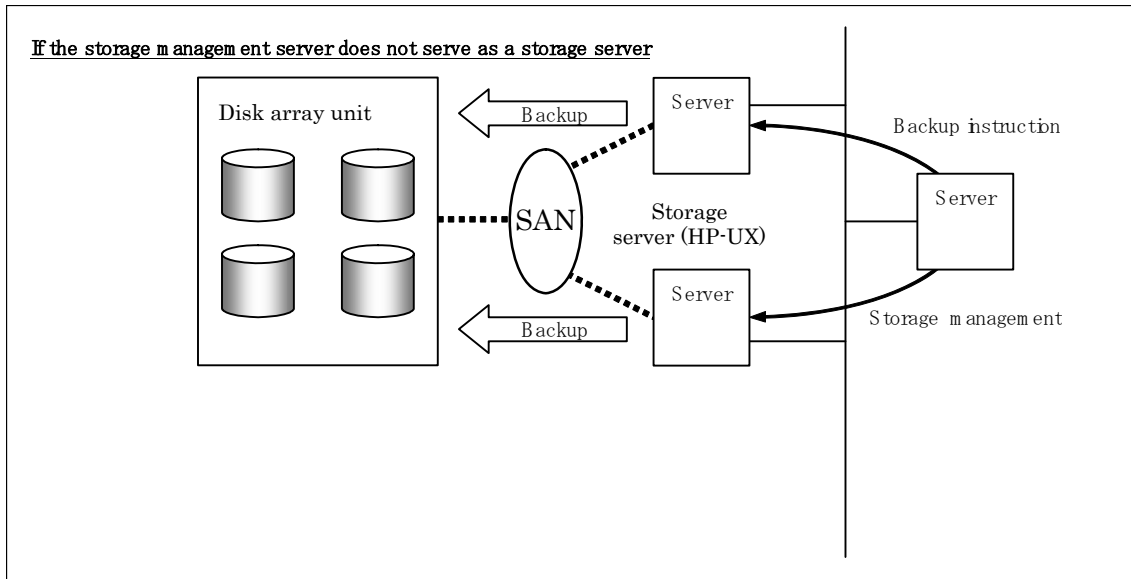 If the storage management server does not serve as a storage server
Disk array unit
Backup
Server
Backup instruction
Server
SAN
Storage
server (HP-UX)
Server
Backup
Storage management